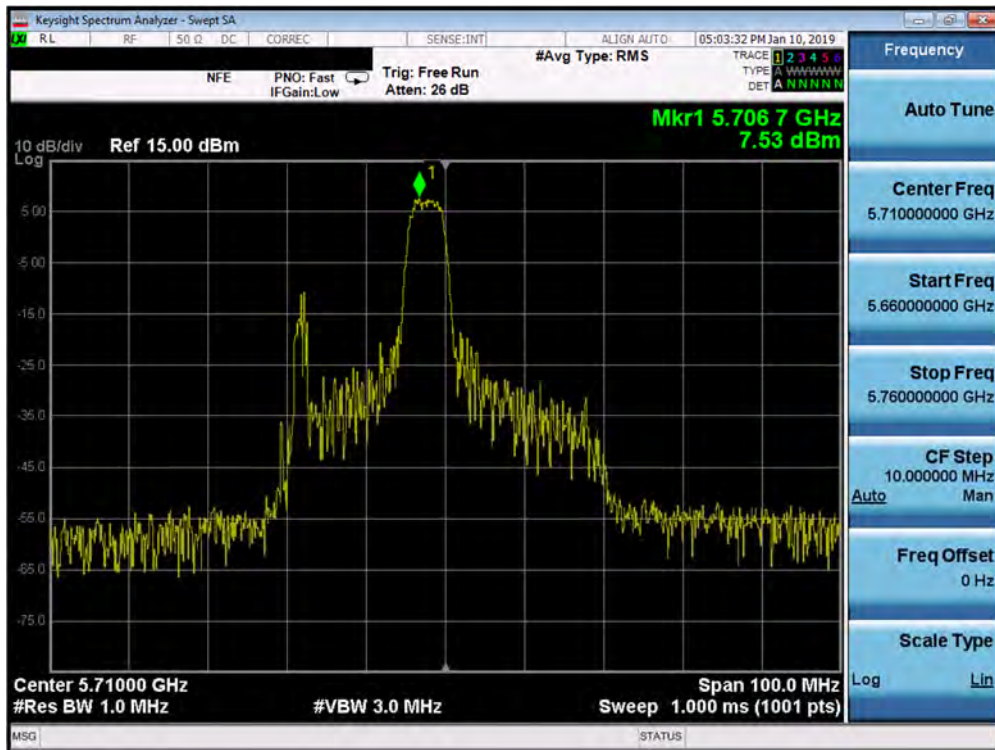 Keysight Spectrum Analyzer - Swept SA
LXI RL RF 50 Ω DC CORREC SENSE:INT ALIGN AUTO 05:03:32 PM Jan 10, 2019
NFE PNO: Fast Trig: Free Run #Avg Type: RMS TRACE 1 2 3 4 5 6
IFGain:Low Atten: 26 dB TYPE A WWWWW
DET A N N N N N
Mkr1 5.706 7 GHz
7.53 dBm
10 dB/div Ref 15.00 dBm
Log
1
5.00
-5.00
-15.0
-25.0
-35.0
-45.0
-55.0
-65.0
-75.0
Center 5.71000 GHz Span 100.0 MHz
#Res BW 1.0 MHz #VBW 3.0 MHz Sweep 1.000 ms (1001 pts)
MSG STATUS
Frequency
Auto Tune
Center Freq
5.710000000 GHz
Start Freq
5.660000000 GHz
Stop Freq
5.760000000 GHz
CF Step
10.000000 MHz
Auto Man
Freq Offset
0 Hz
Scale Type
Log Lin